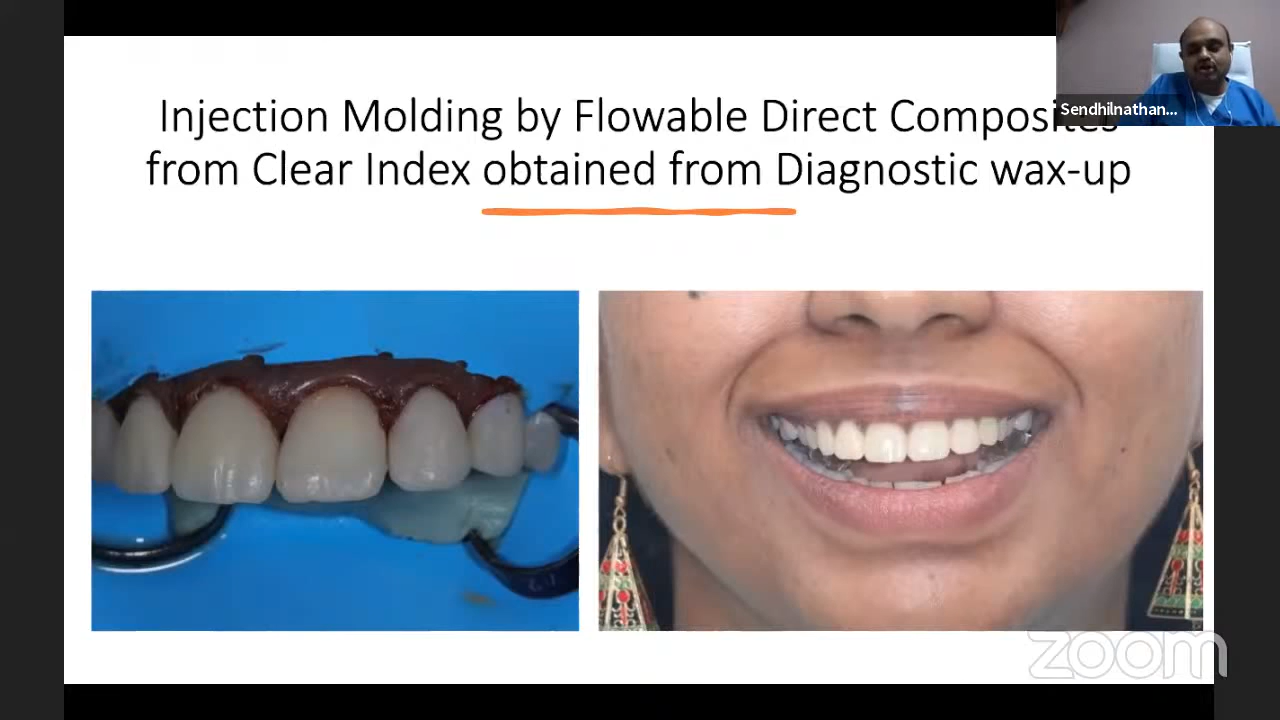 Injection Molding by Flowable Direct Composites
from Clear Index obtained from Diagnostic wax-up
Sendhilnathan...
zoom